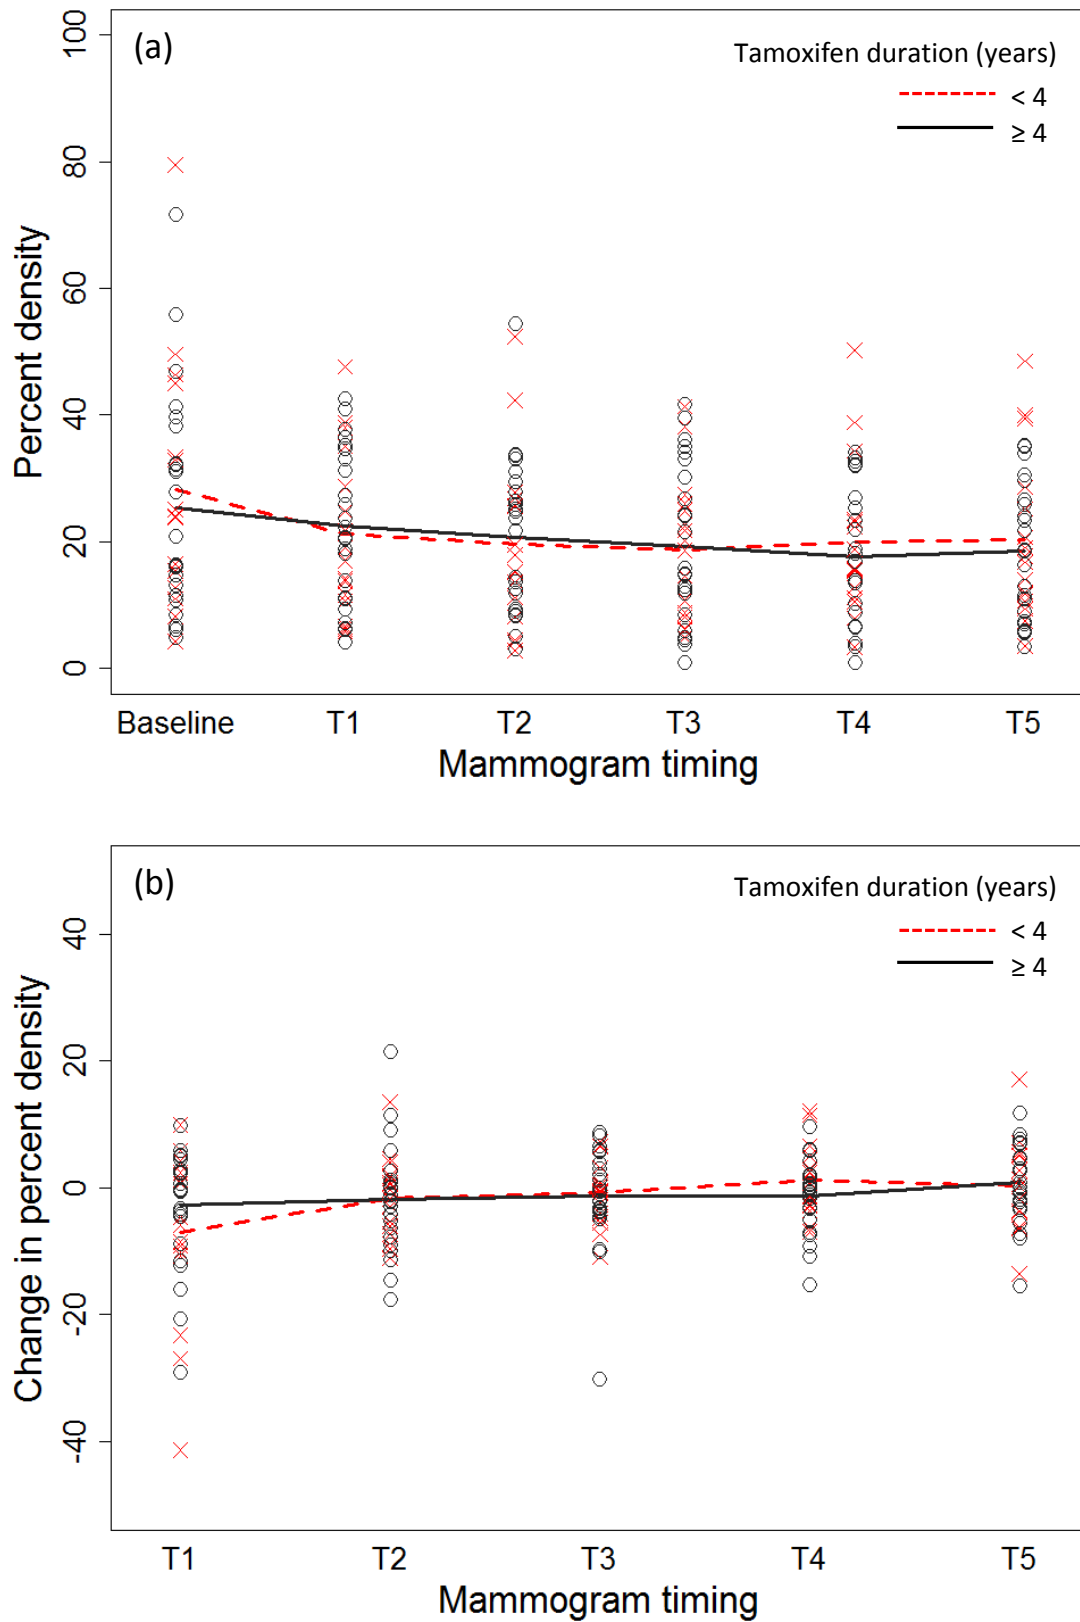 (a)
Tamoxifen duration (years)
< 4
≥ 4
Percent density
100
80
60
40
20
0
Baseline T1 T2 T3 T4 T5
Mammogram timing
(b)
Tamoxifen duration (years)
< 4
≥ 4
Change in percent density
40
20
0
-20
-40
T1 T2 T3 T4 T5
Mammogram timing